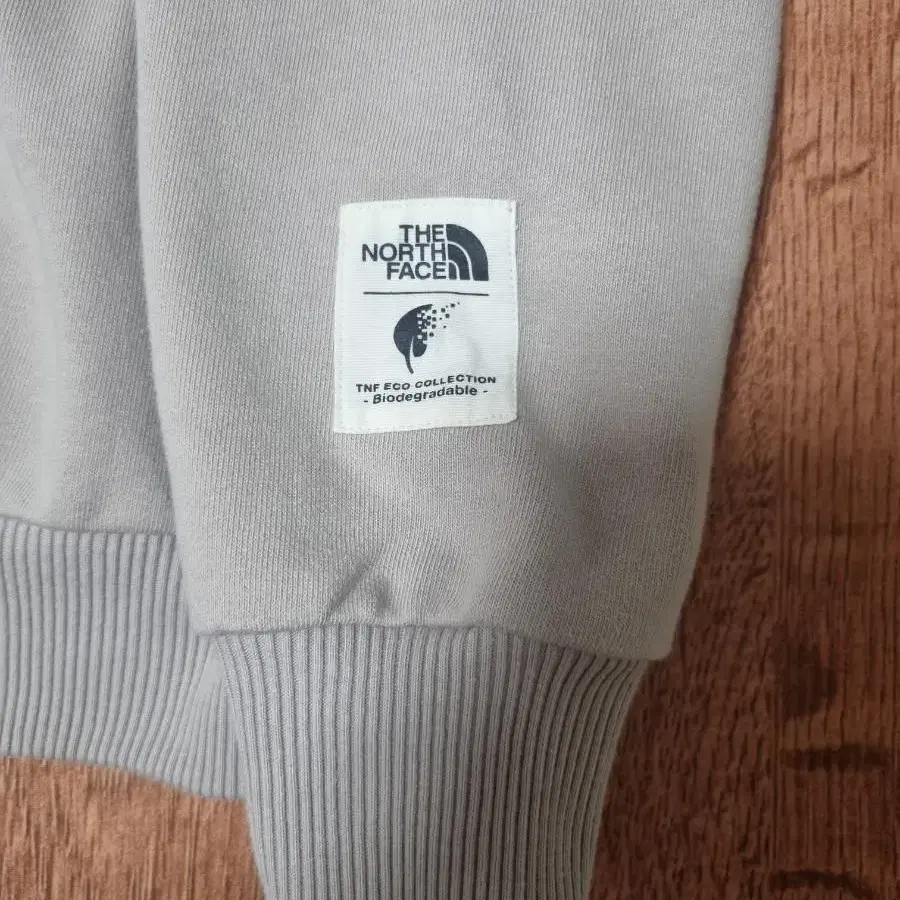 THE
NORTH
FACE
TNF ECO COLLECTION
- Biodegradable -